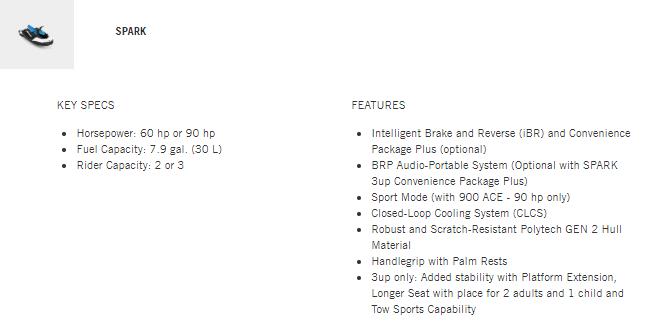 SPARK
KEY SPECS
Horsepower: 60 hp or 90 hp
Fuel Capacity: 7.9 gal. (30 L)
Rider Capacity: 2 or 3
FEATURES
Intelligent Brake and Reverse (iBR) and Convenience
Package Plus (optional)
BRP Audio-Portable System (Optional with SPARK
3up Convenience Package Plus)
Sport Mode (with 900 ACE - 90 hp only)
Closed-Loop Cooling System (CLCS)
Robust and Scratch-Resistant Polytech GEN 2 Hull
Material
Handlegrip with Palm Rests
3up only: Added stability with Platform Extension,
Longer Seat with place for 2 adults and 1 child and
Tow Sports Capability